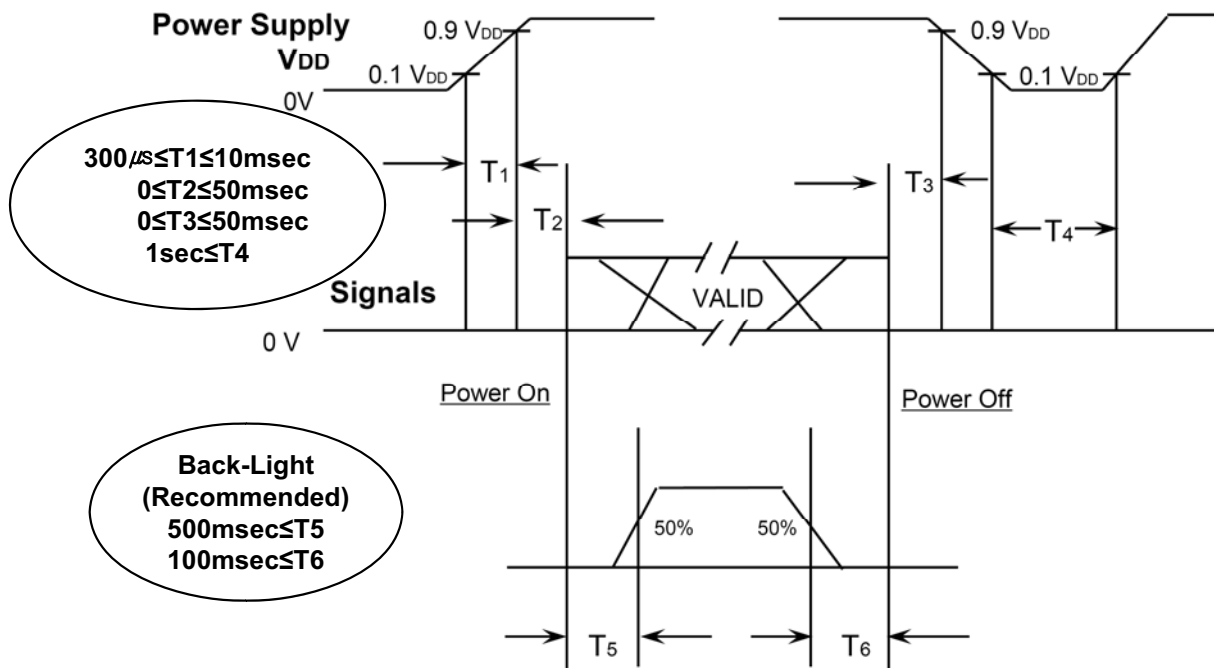 Power Supply
VDD
0.9 VDD
0.1 VDD
0V
0.9 VDD
0.1 VDD
300㎲≤T1≤10msec
0≤T2≤50msec
0≤T3≤50msec
1sec≤T4
T1
T2
T3
T4
Signals
VALID
0 V
Power On
Power Off
Back-Light
(Recommended)
500msec≤T5
100msec≤T6
50%
50%
T5
T6